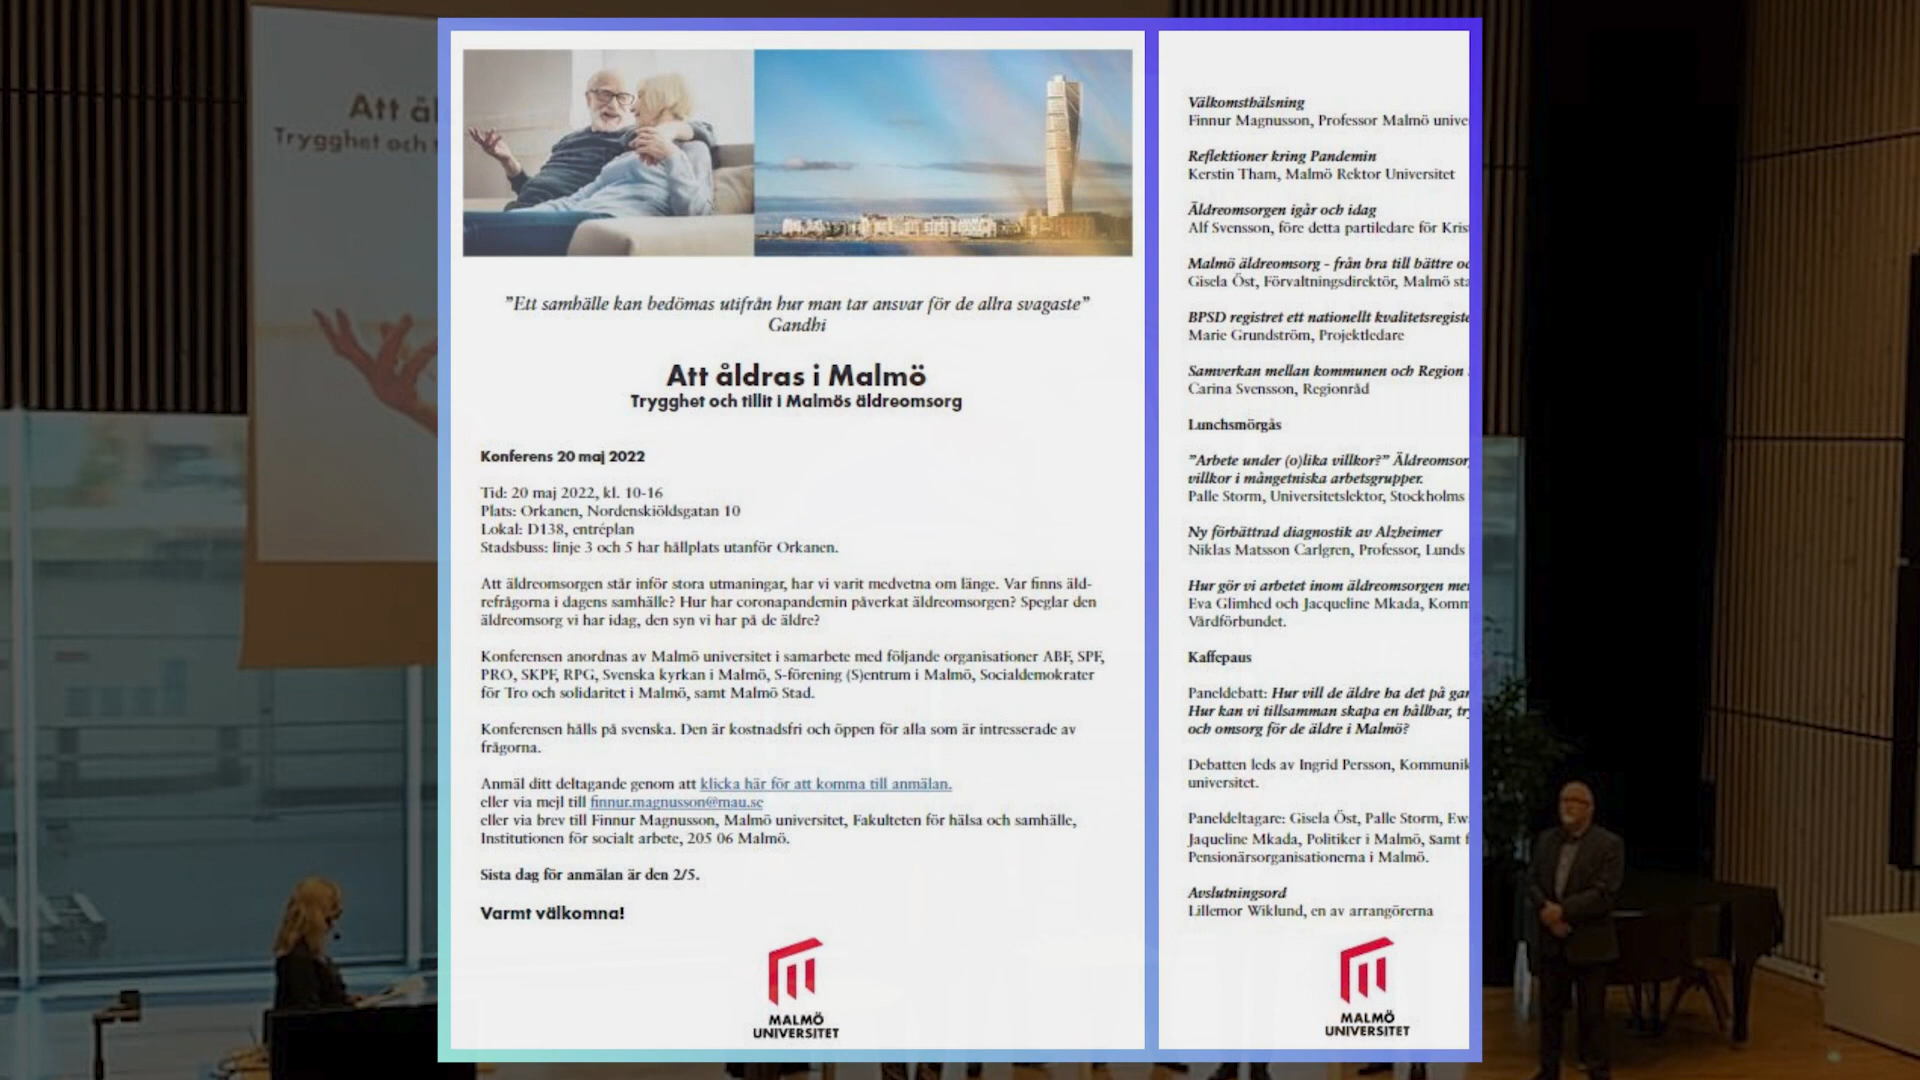 Att ål
Trygghet och t
"Ett samhälle kan bedömas utifrån hur man tar ansvar för de allra svagaste"
Gandhi
Att åldras i Malmö
Trygghet och tillit i Malmös äldreomsorg
Konferens 20 maj 2022
Tid: 20 maj 2022, kl. 10-16
Plats: Orkanen, Nordenskiöldsgatan 10
Lokal: D138, entréplan
Stadsbuss: linje 3 och 5 har hållplats utanför Orkanen.
Att äldreomsorgen står inför stora utmaningar, har vi varit medvetna om länge. Var finns äld-
refrågorna i dagens samhälle? Hur har coronapandemin påverkat äldreomsorgen? Speglar den
äldreomsorg vi har idag, den syn vi har på de äldre?
Konferensen anordnas av Malmö universitet i samarbete med följande organisationer ABF, SPF,
PRO, SKPF, RPG, Svenska kyrkan i Malmö, S-förening (S)entrum i Malmö, Socialdemokrater
för Tro och solidaritet i Malmö, samt Malmö Stad.
Konferensen hålls på svenska. Den är kostnadsfri och öppen för alla som är intresserade av
frågorna.
Anmäl ditt deltagande genom att klicka här för att komma till anmälan.
eller via mejl till finnur.magnusson@mau.se
eller via brev till Finnur Magnusson, Malmö universitet, Fakulteten för hälsa och samhälle,
Institutionen för socialt arbete, 205 06 Malmö.
Sista dag för anmälan är den 2/5.
Varmt välkomna!
MALMÖ
UNIVERSITET
Välkomsthälsning
Finnur Magnusson, Professor Malmö unive
Reflektioner kring Pandemin
Kerstin Tham, Malmö Rektor Universitet
Äldreomsorgen igår och idag
Alf Svensson, före detta partiledare för Kris
Malmö äldreomsorg - från bra till bättre oc
Gisela Öst, Förvaltningsdirektör, Malmö sta
BPSD registret ett nationellt kvalitetsregiste
Marie Grundström, Projektledare
Samverkan mellan kommunen och Region
Carina Svensson, Regionråd
Lunchsmörgås
"Arbete under (o)lika villkor?" Äldreomsor
villkor i mångetniska arbetsgrupper.
Palle Storm, Universitetslektor, Stockholms
Ny förbättrad diagnostik av Alzheimer
Niklas Matsson Carlgren, Professor, Lunds
Hur gör vi arbetet inom äldreomsorgen mer
Eva Glimhed och Jacqueline Mkada, Komm
Vårdförbundet.
Kaffepaus
Paneldebatt: Hur vill de äldre ha det på gar
Hur kan vi tillsamman skapa en hållbar, tr
och omsorg för de äldre i Malmö?
Debatten leds av Ingrid Persson, Kommunik
universitet.
Paneldeltagare: Gisela Öst, Palle Storm, Ew
Jaqueline Mkada, Politiker i Malmö, samt f
Pensionärsorganisationerna i Malmö.
Avslutningsord
Lillemor Wiklund, en av arrangörerna
MALMÖ
UNIVERSITET